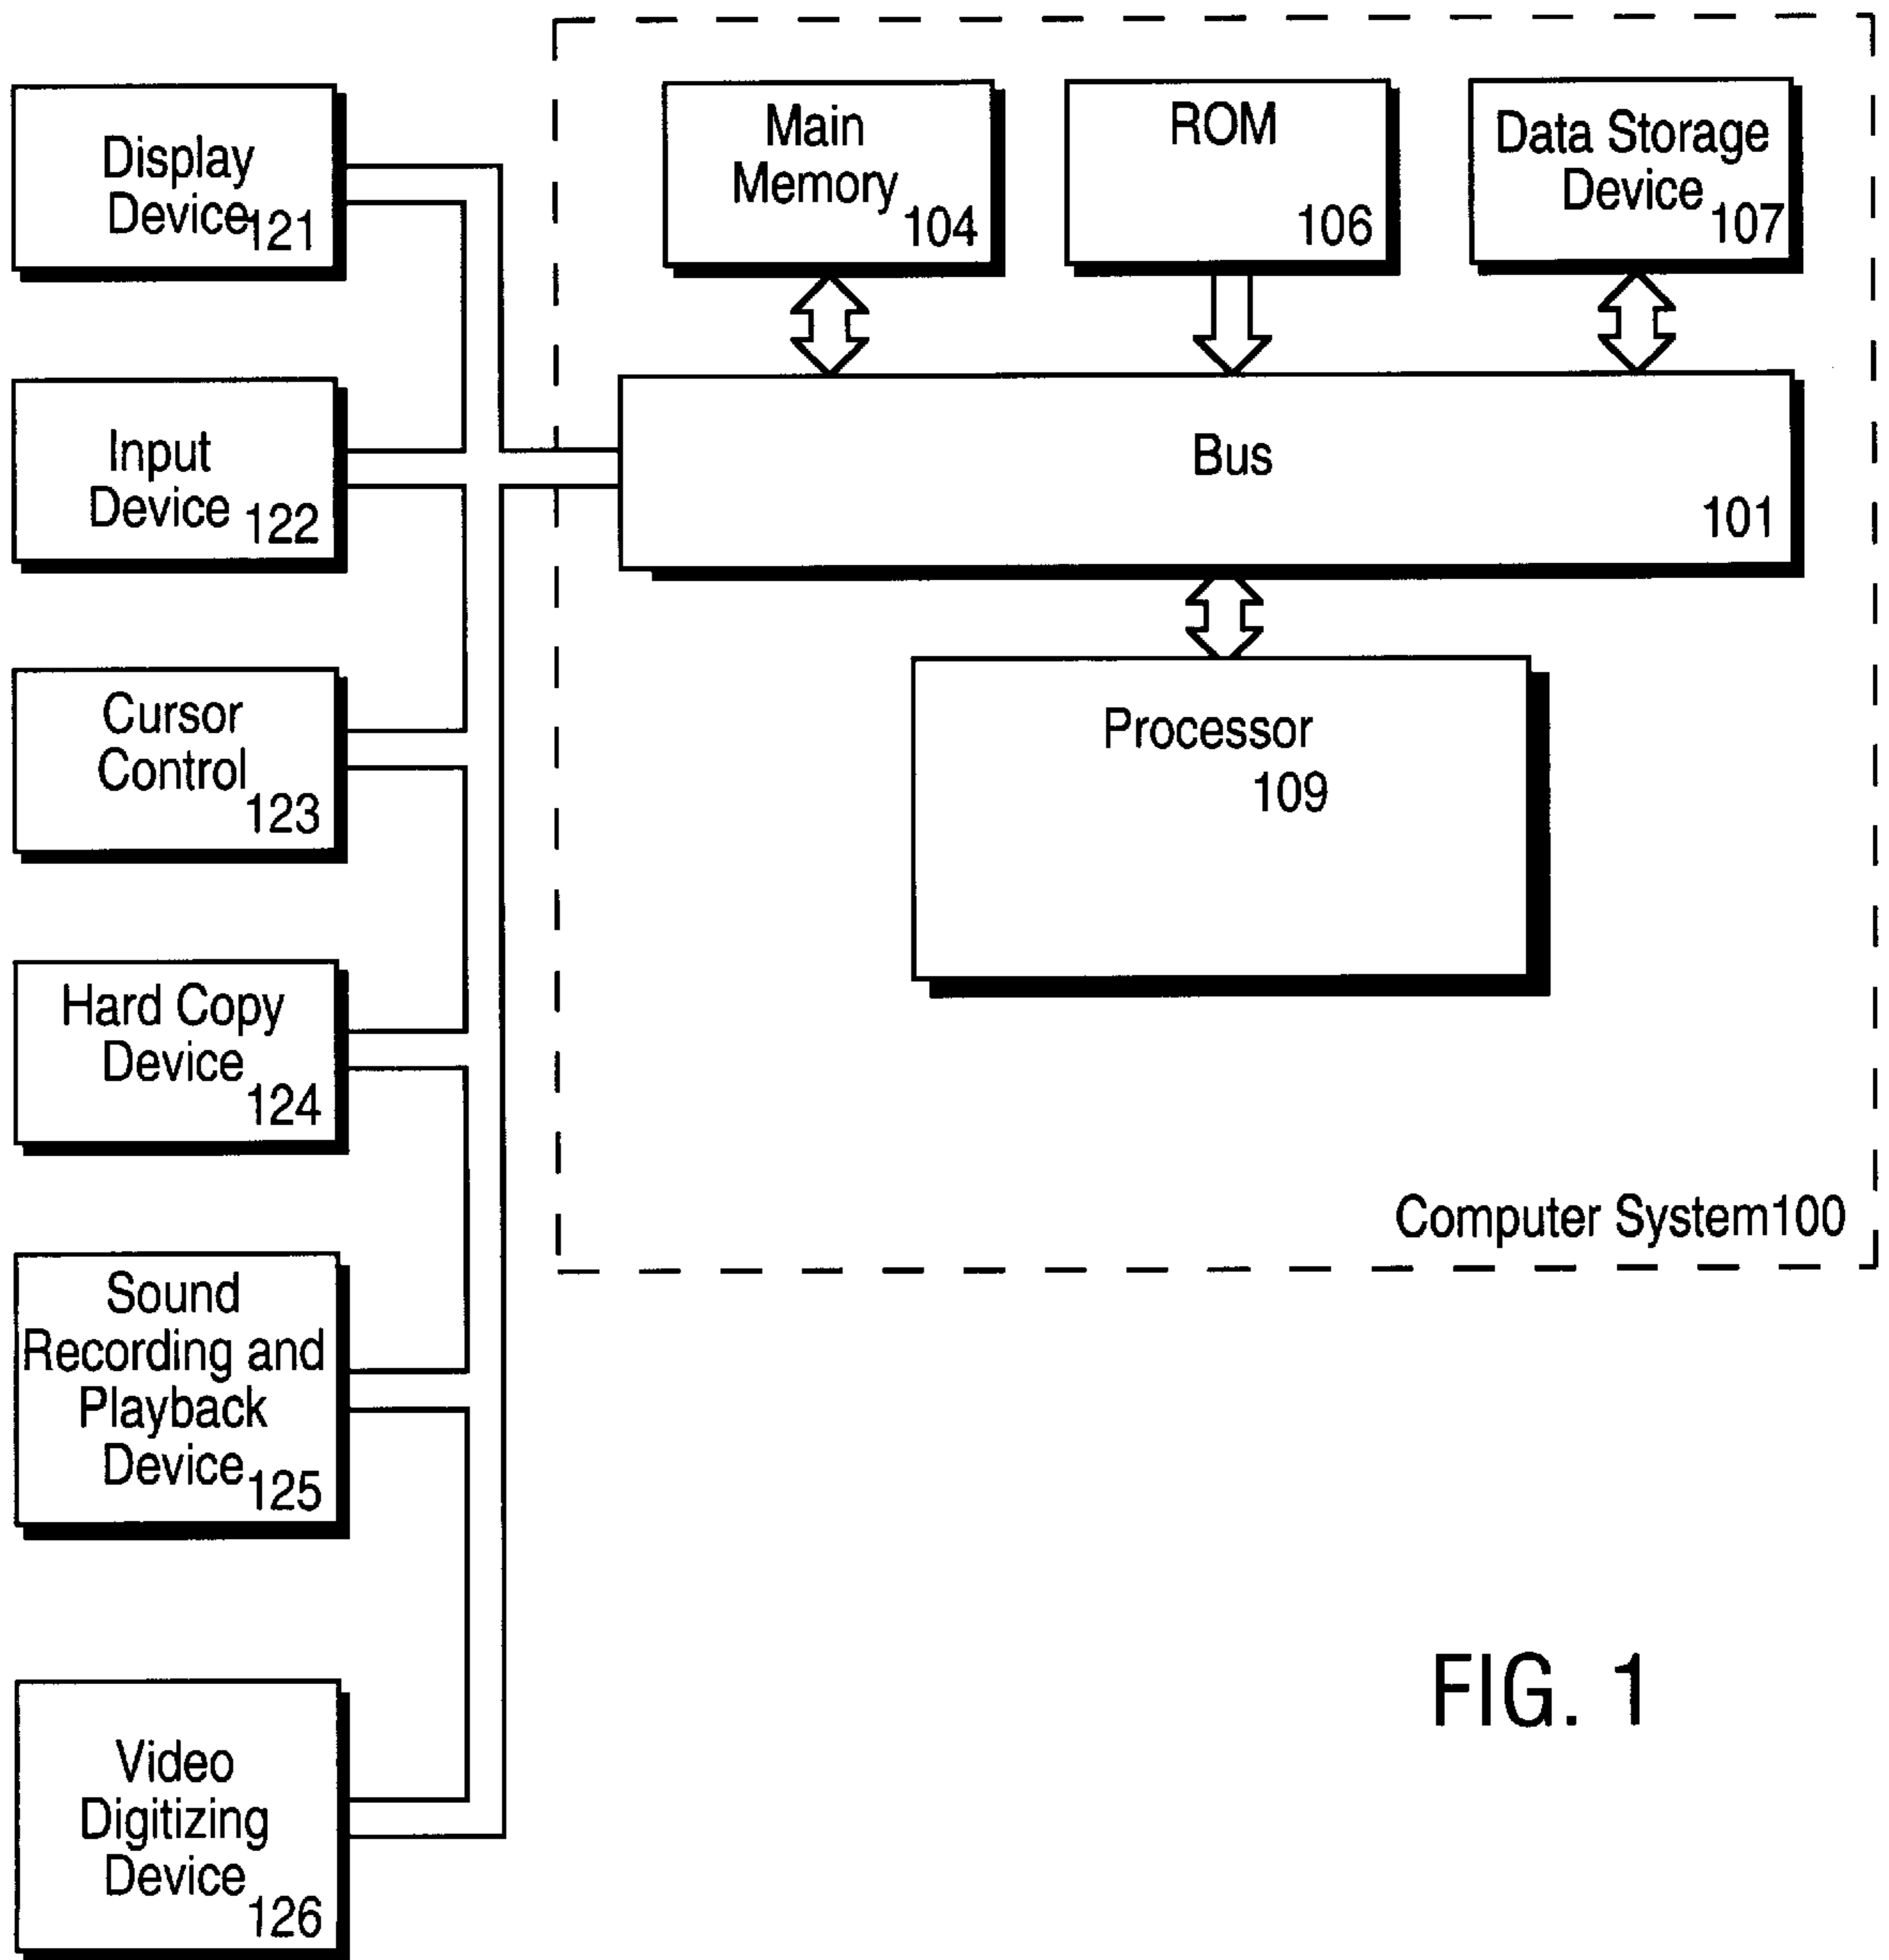 Display
Device 121
Input
Device 122
Cursor
Control
123
Hard Copy
Device
124
Sound
Recording and
Playback
Device 125
Video
Digitizing
Device
126
Main
Memory
104
ROM
106
Data Storage
Device 107
Bus
101
Processor
109
Computer System100
FIG. 1